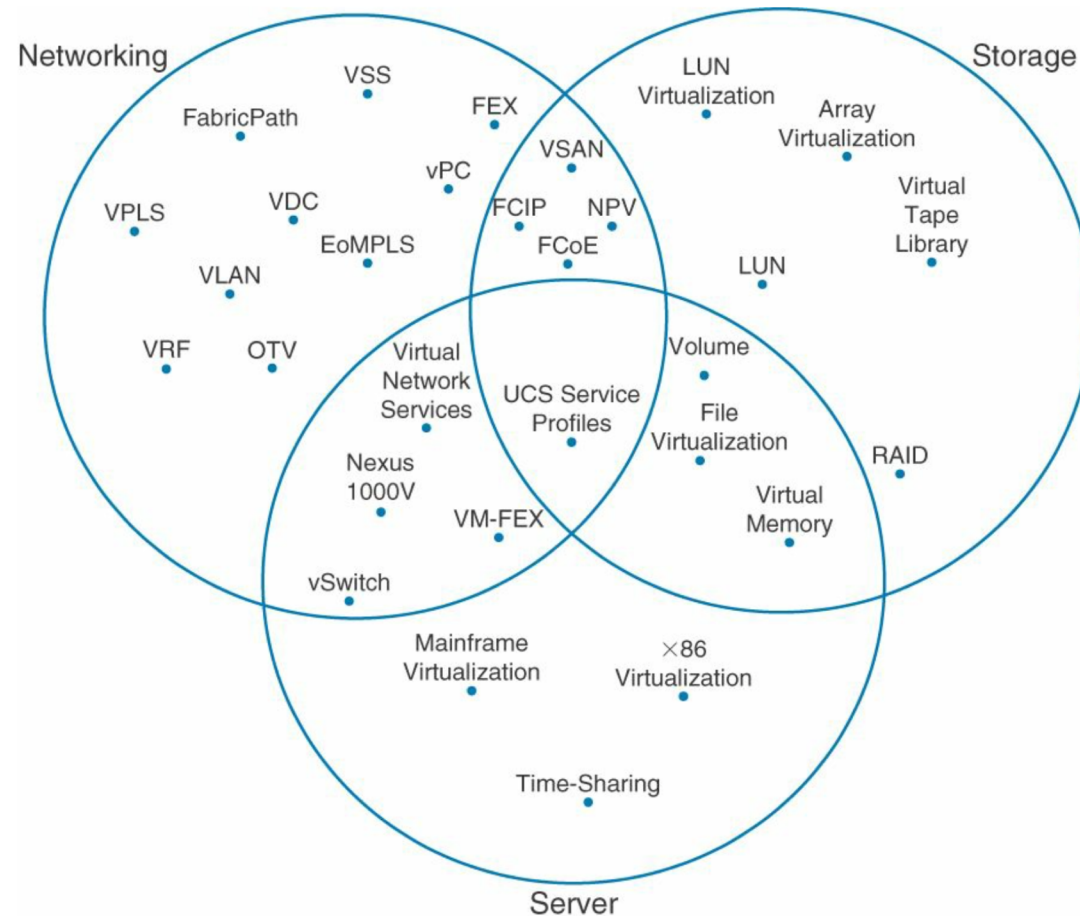 Networking
Storage
VSS
FabricPath
FEX
vPC
VPLS
VDC
EoMPLS
VLAN
VRF
OTV
VSAN
FCIP
NPV
FCoE
LUN
Virtualization
Array
Virtualization
Virtual
Tape
Library
LUN
Virtual
Network
Services
UCS Service
Profiles
Volume
File
Virtualization
RAID
Nexus
1000V
VM-FEX
Virtual
Memory
vSwitch
Mainframe
Virtualization
×86
Virtualization
Time-Sharing
Server